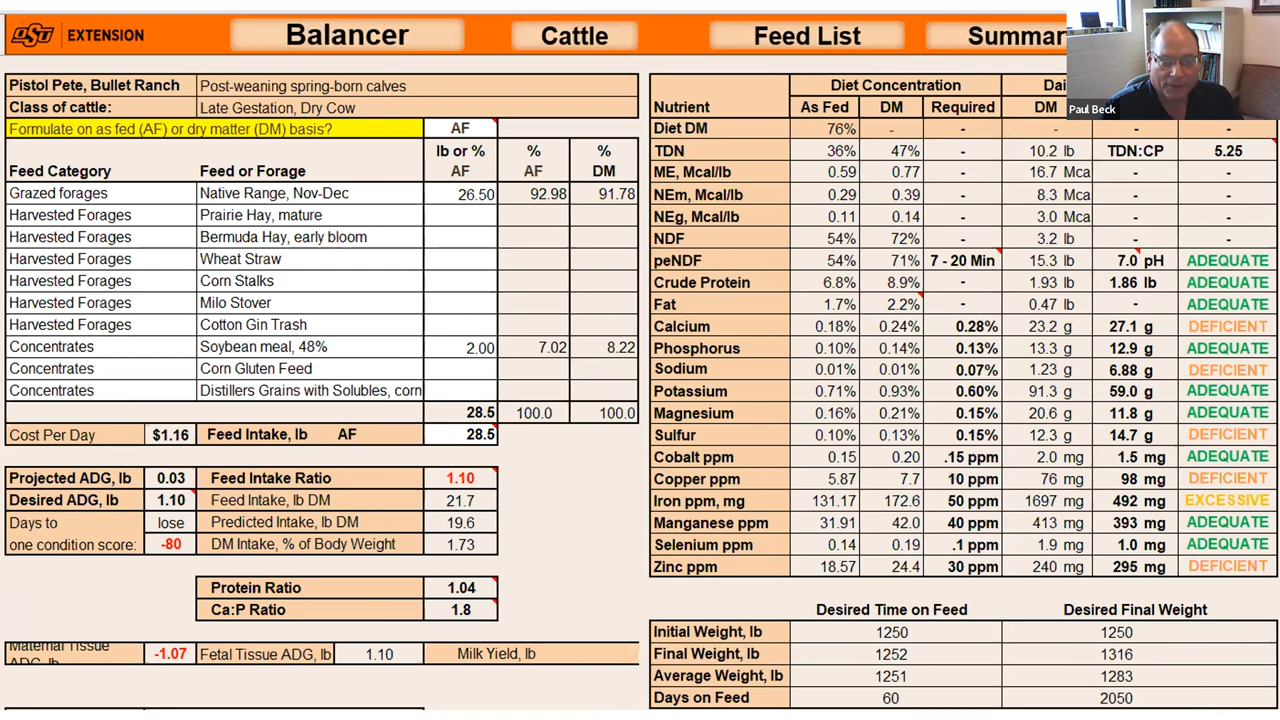 OSU | EXTENSION
Balancer
Cattle
Feed List
Summar
Paul Beck
Pistol Pete, Bullet Ranch Post-weaning spring-born calves
Class of cattle: Late Gestation, Dry Cow
Formulate on as fed (AF) or dry matter (DM) basis? AF
lb or % % %
Feed Category Feed or Forage AF AF DM
Grazed forages Native Range, Nov-Dec 26.50 92.98 91.78
Harvested Forages Prairie Hay, mature
Harvested Forages Bermuda Hay, early bloom
Harvested Forages Wheat Straw
Harvested Forages Corn Stalks
Harvested Forages Milo Stover
Harvested Forages Cotton Gin Trash
Concentrates Soybean meal, 48% 2.00 7.02 8.22
Concentrates Corn Gluten Feed
Concentrates Distillers Grains with Solubles, corn
28.5 100.0 100.0
Cost Per Day $1.16 Feed Intake, lb AF 28.5
Projected ADG, lb 0.03 Feed Intake Ratio 1.10
Desired ADG, lb 1.10 Feed Intake, lb DM 21.7
Days to lose Predicted Intake, lb DM 19.6
one condition score: -80 DM Intake, % of Body Weight 1.73
Protein Ratio 1.04
Ca:P Ratio 1.8
Maternal Tissue
ADG, lb -1.07 Fetal Tissue ADG, lb 1.10 Milk Yield, lb
Diet Concentration Dai
Nutrient As Fed DM Required DM
Diet DM 76% - - - - -
TDN 36% 47% - 10.2 lb TDN:CP 5.25
ME, Mcal/lb 0.59 0.77 - 16.7 Mca - -
NEm, Mcal/lb 0.29 0.39 - 8.3 Mca - -
NEg, Mcal/lb 0.11 0.14 - 3.0 Mca - -
NDF 54% 72% - 3.2 lb - -
peNDF 54% 71% 7 - 20 Min 15.3 lb 7.0 pH ADEQUATE
Crude Protein 6.8% 8.9% - 1.93 lb 1.86 lb ADEQUATE
Fat 1.7% 2.2% - 0.47 lb - ADEQUATE
Calcium 0.18% 0.24% 0.28% 23.2 g 27.1 g DEFICIENT
Phosphorus 0.10% 0.14% 0.13% 13.3 g 12.9 g ADEQUATE
Sodium 0.01% 0.01% 0.07% 1.23 g 6.88 g DEFICIENT
Potassium 0.71% 0.93% 0.60% 91.3 g 59.0 g ADEQUATE
Magnesium 0.16% 0.21% 0.15% 20.6 g 11.8 g ADEQUATE
Sulfur 0.10% 0.13% 0.15% 12.3 g 14.7 g DEFICIENT
Cobalt ppm 0.15 0.20 .15 ppm 2.0 mg 1.5 mg ADEQUATE
Copper ppm 5.87 7.7 10 ppm 76 mg 98 mg DEFICIENT
Iron ppm, mg 131.17 172.6 50 ppm 1697 mg 492 mg EXCESSIVE
Manganese ppm 31.91 42.0 40 ppm 413 mg 393 mg ADEQUATE
Selenium ppm 0.14 0.19 .1 ppm 1.9 mg 1.0 mg ADEQUATE
Zinc ppm 18.57 24.4 30 ppm 240 mg 295 mg DEFICIENT
Desired Time on Feed Desired Final Weight
Initial Weight, lb 1250 1250
Final Weight, lb 1252 1316
Average Weight, lb 1251 1283
Days on Feed 60 2050